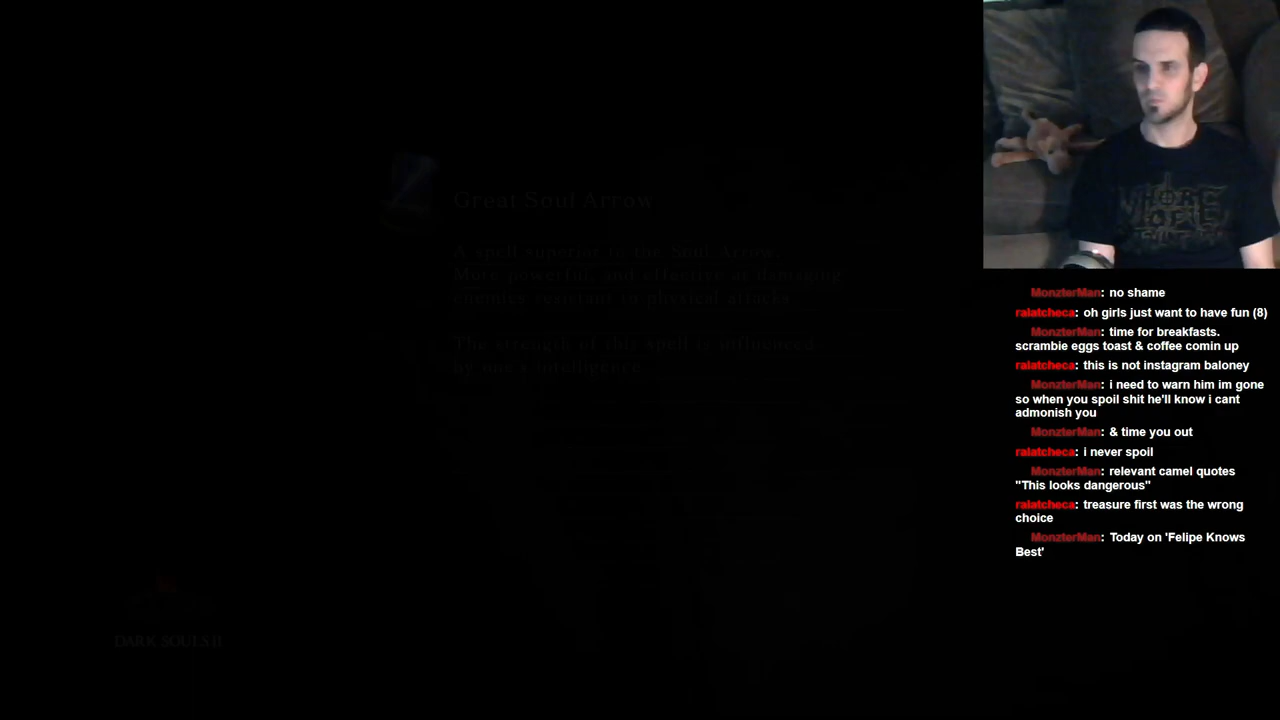 Great Soul Arrow
A spell superior to the Soul Arrow.
More powerful, and effective at damaging
enemies resistant to physical attacks.
The strength of this spell is influenced
by one's intelligence.
DARK SOULS II
MonzterMan: no shame
ralatcheca: oh girls just want to have fun (8)
MonzterMan: time for breakfasts.
scrambie eggs toast & coffee comin up
ralatcheca: this is not instagram baloney
MonzterMan: i need to warn him im gone
so when you spoil shit he'll know i cant
admonish you
MonzterMan: & time you out
ralatcheca: i never spoil
MonzterMan: relevant camel quotes
"This looks dangerous"
ralatcheca: treasure first was the wrong
choice
MonzterMan: Today on 'Felipe Knows
Best'